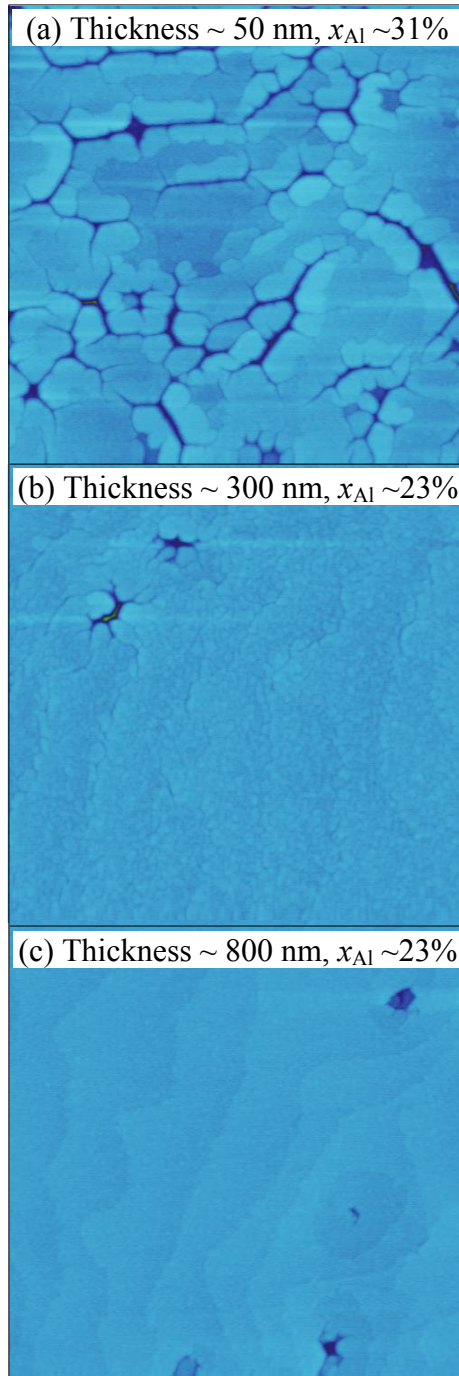 (a) Thickness ~ 50 nm, xAl ~31%
(b) Thickness ~ 300 nm, xAl ~23%
(c) Thickness ~ 800 nm, xAl ~23%